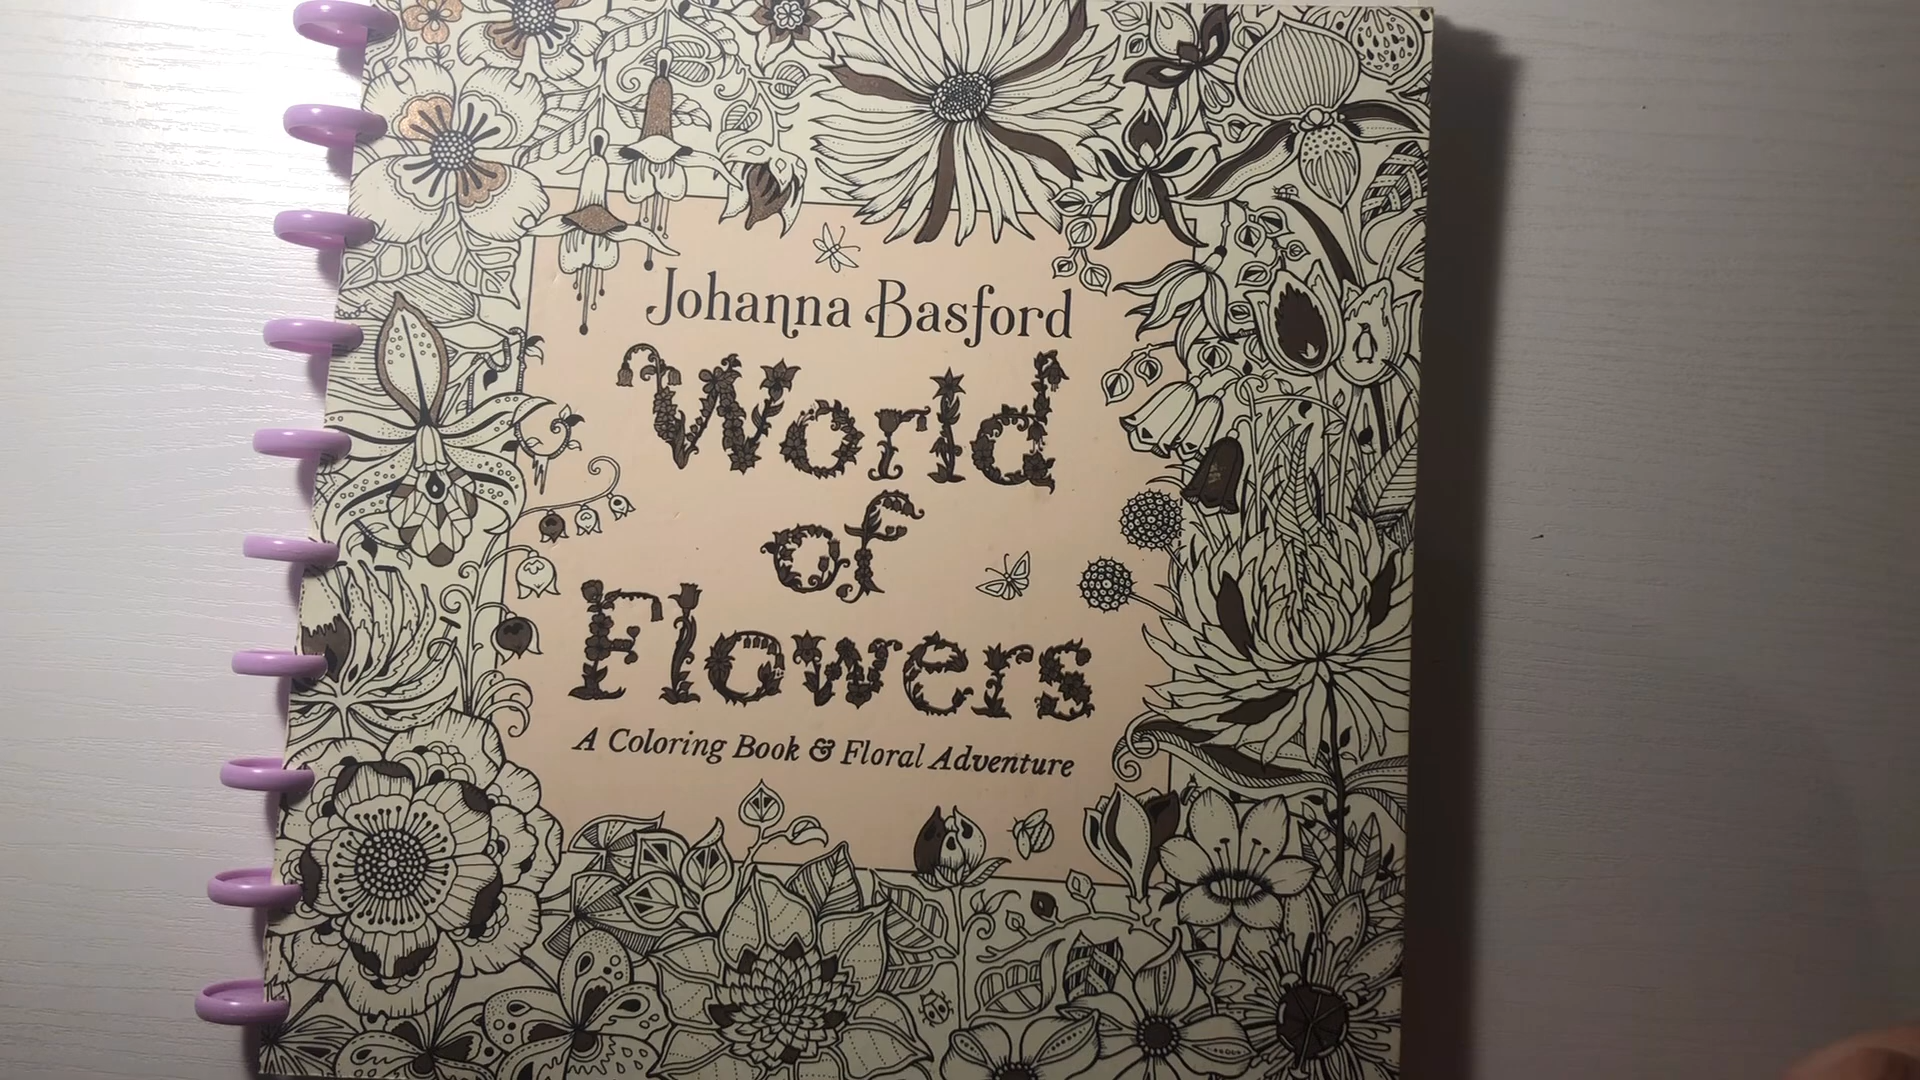 Johanna Basford
World
of
Flowers
A Coloring Book & Floral Adventure